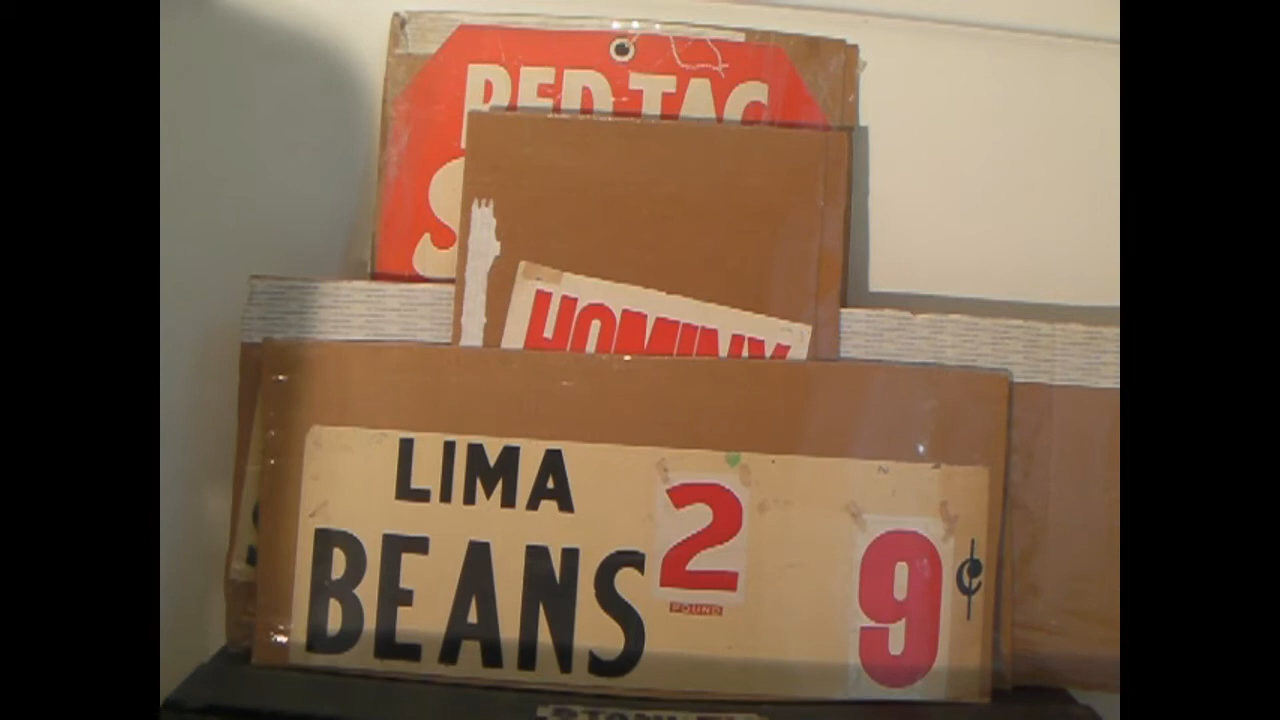 RED TAG
S
HOMINY
LIMA
BEANS 2 9¢
POUND